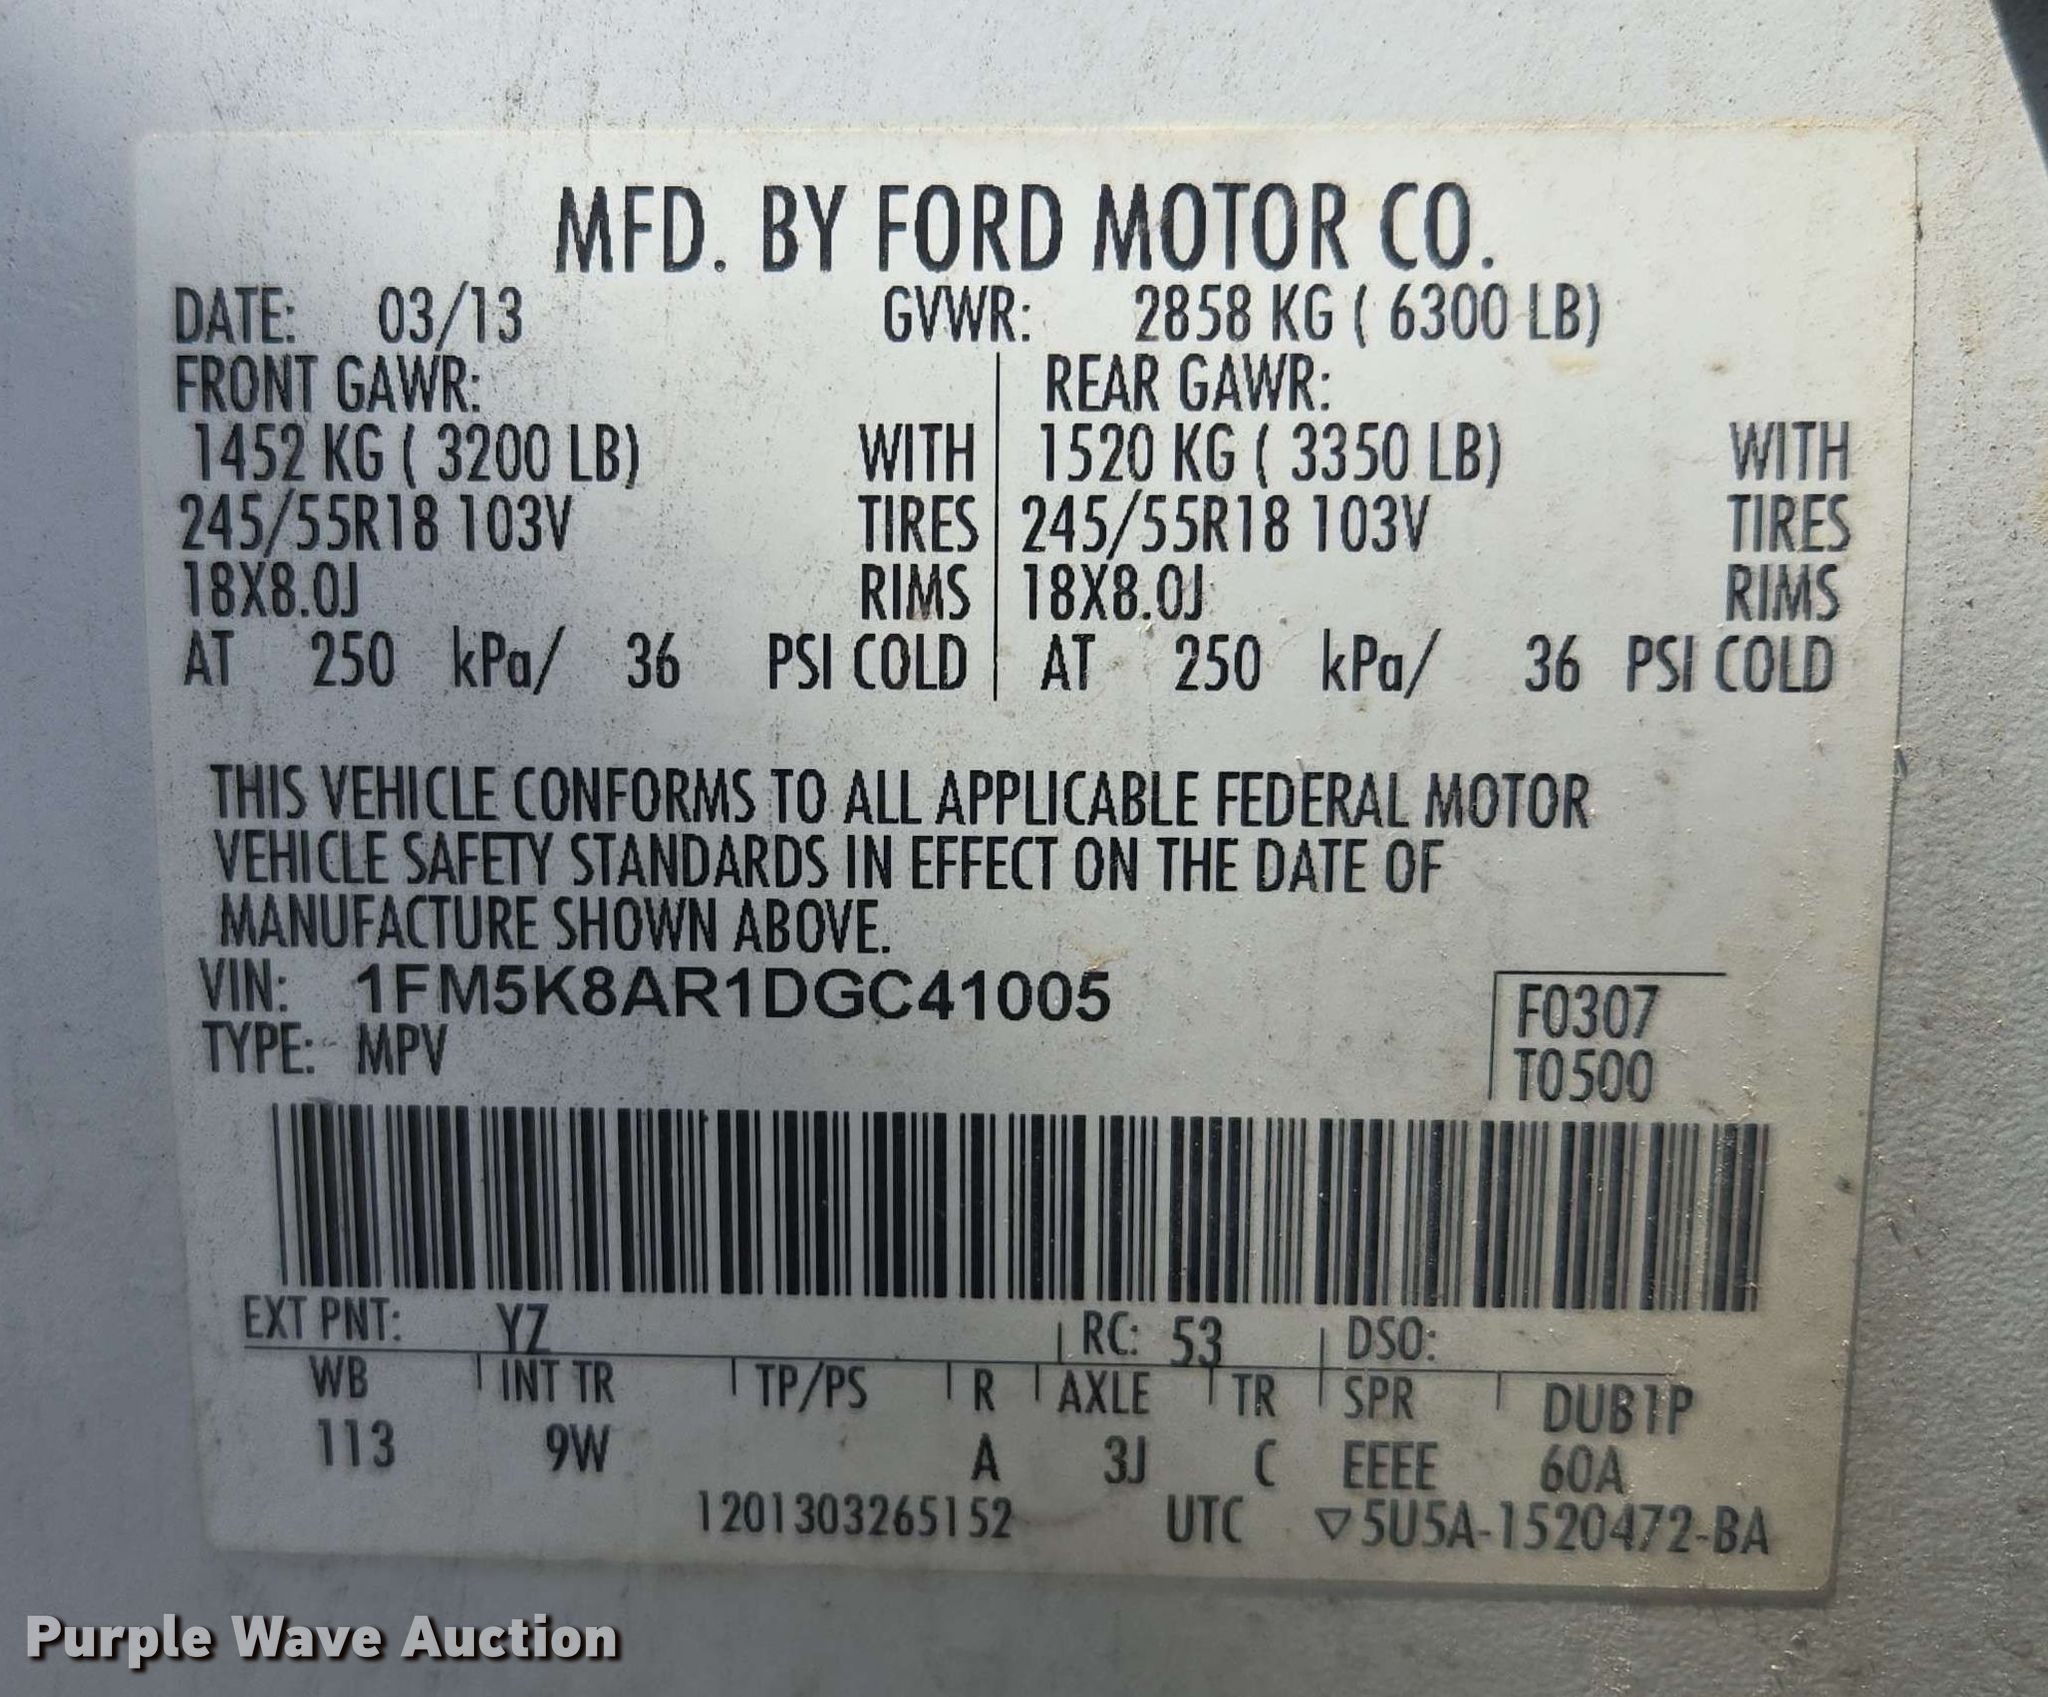 MFD. BY FORD MOTOR CO.
DATE: 03/13 GVWR: 2858 KG ( 6300 LB)
FRONT GAWR: REAR GAWR:
1452 KG ( 3200 LB) WITH 1520 KG ( 3350 LB) WITH
245/55R18 103V TIRES 245/55R18 103V TIRES
18X8.0J RIMS 18X8.0J RIMS
AT 250 kPa/ 36 PSI COLD AT 250 kPa/ 36 PSI COLD
THIS VEHICLE CONFORMS TO ALL APPLICABLE FEDERAL MOTOR
VEHICLE SAFETY STANDARDS IN EFFECT ON THE DATE OF
MANUFACTURE SHOWN ABOVE.
VIN: 1FM5K8AR1DGC41005
F0307
TYPE: MPV
T0500
EXT PNT: YZ RC: 53 DSO:
WB INT TR TP/PS R AXLE TR SPR DUB1P
113 9W A 3J C EEEE 60A
1201303265152 UTC ▽5U5A-1520472-BA
Purple Wave Auction